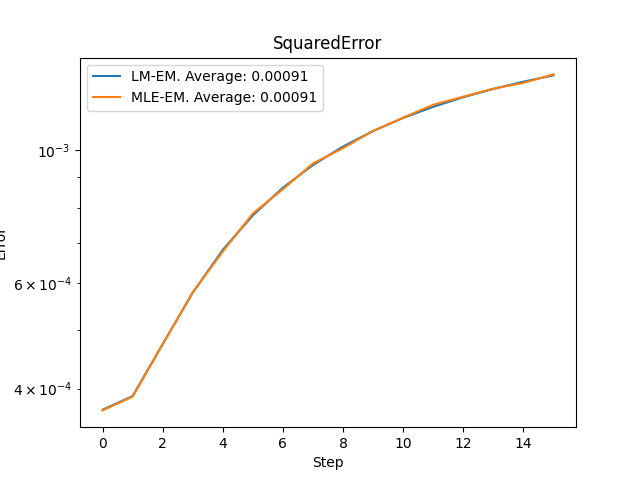 SquaredError
LM-EM. Average: 0.00091
MLE-EM. Average: 0.00091
10⁻³
6 × 10⁻⁴
4 × 10⁻⁴
Error
0 2 4 6 8 10 12 14
Step